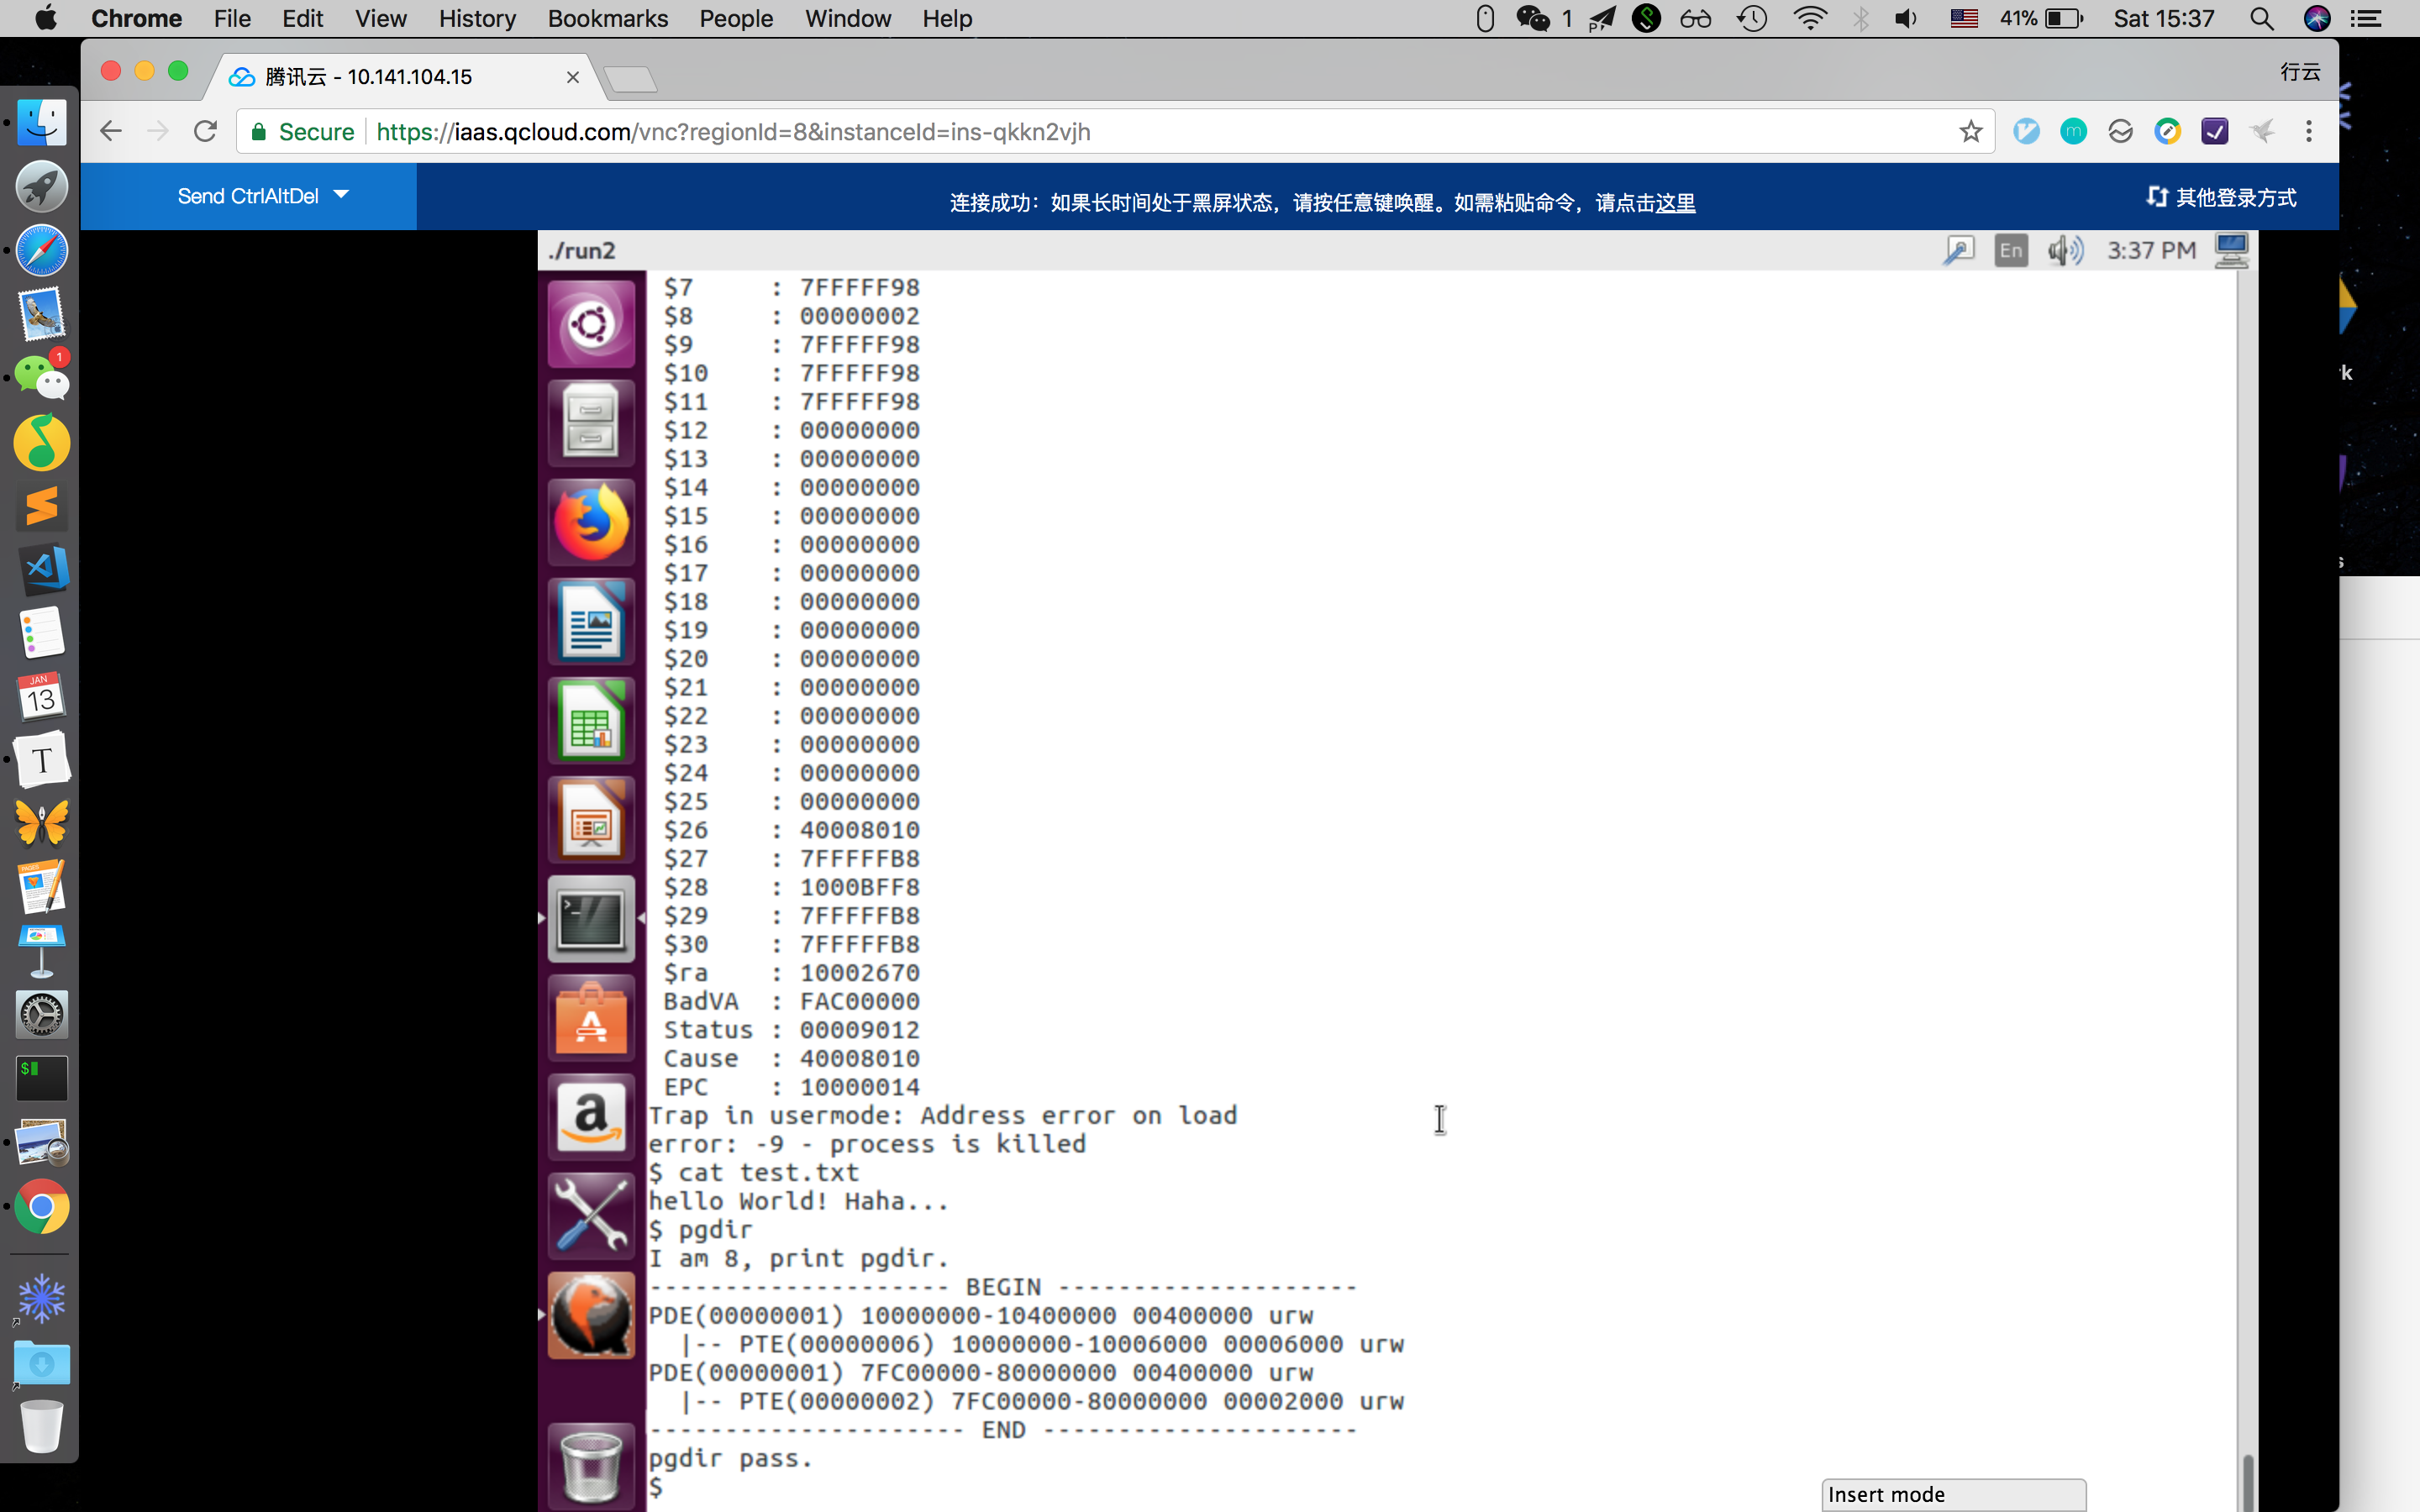 Chrome File Edit View History Bookmarks People Window Help 1 41% Sat 15:37
腾讯云 - 10.141.104.15 行云
Secure https://iaas.qcloud.com/vnc?regionId=8&instanceId=ins-qkkn2vjh
Send CtrlAltDel 连接成功：如果长时间处于黑屏状态，请按任意键唤醒。如需粘贴命令，请点击这里 其他登录方式
./run2 En 3:37 PM
$7 : 7FFFFF98
$8 : 00000002
$9 : 7FFFFF98
$10 : 7FFFFF98
$11 : 7FFFFF98
$12 : 00000000
$13 : 00000000
$14 : 00000000
$15 : 00000000
$16 : 00000000
$17 : 00000000
$18 : 00000000
$19 : 00000000
$20 : 00000000
$21 : 00000000
$22 : 00000000
$23 : 00000000
$24 : 00000000
$25 : 00000000
$26 : 40008010
$27 : 7FFFFFB8
$28 : 1000BFF8
$29 : 7FFFFFB8
$30 : 7FFFFFB8
$ra : 10002670
BadVA : FAC00000
Status : 00009012
Cause : 40008010
EPC : 10000014
Trap in usermode: Address error on load
error: -9 - process is killed
$ cat test.txt
hello World! Haha...
$ pgdir
I am 8, print pgdir.
-------------------- BEGIN --------------------
PDE(00000001) 10000000-10400000 00400000 urw
|-- PTE(00000006) 10000000-10006000 00006000 urw
PDE(00000001) 7FC00000-80000000 00400000 urw
|-- PTE(00000002) 7FC00000-80000000 00002000 urw
--------------------- END ---------------------
pgdir pass.
$
Insert mode
1
JAN
13
T
rk
s